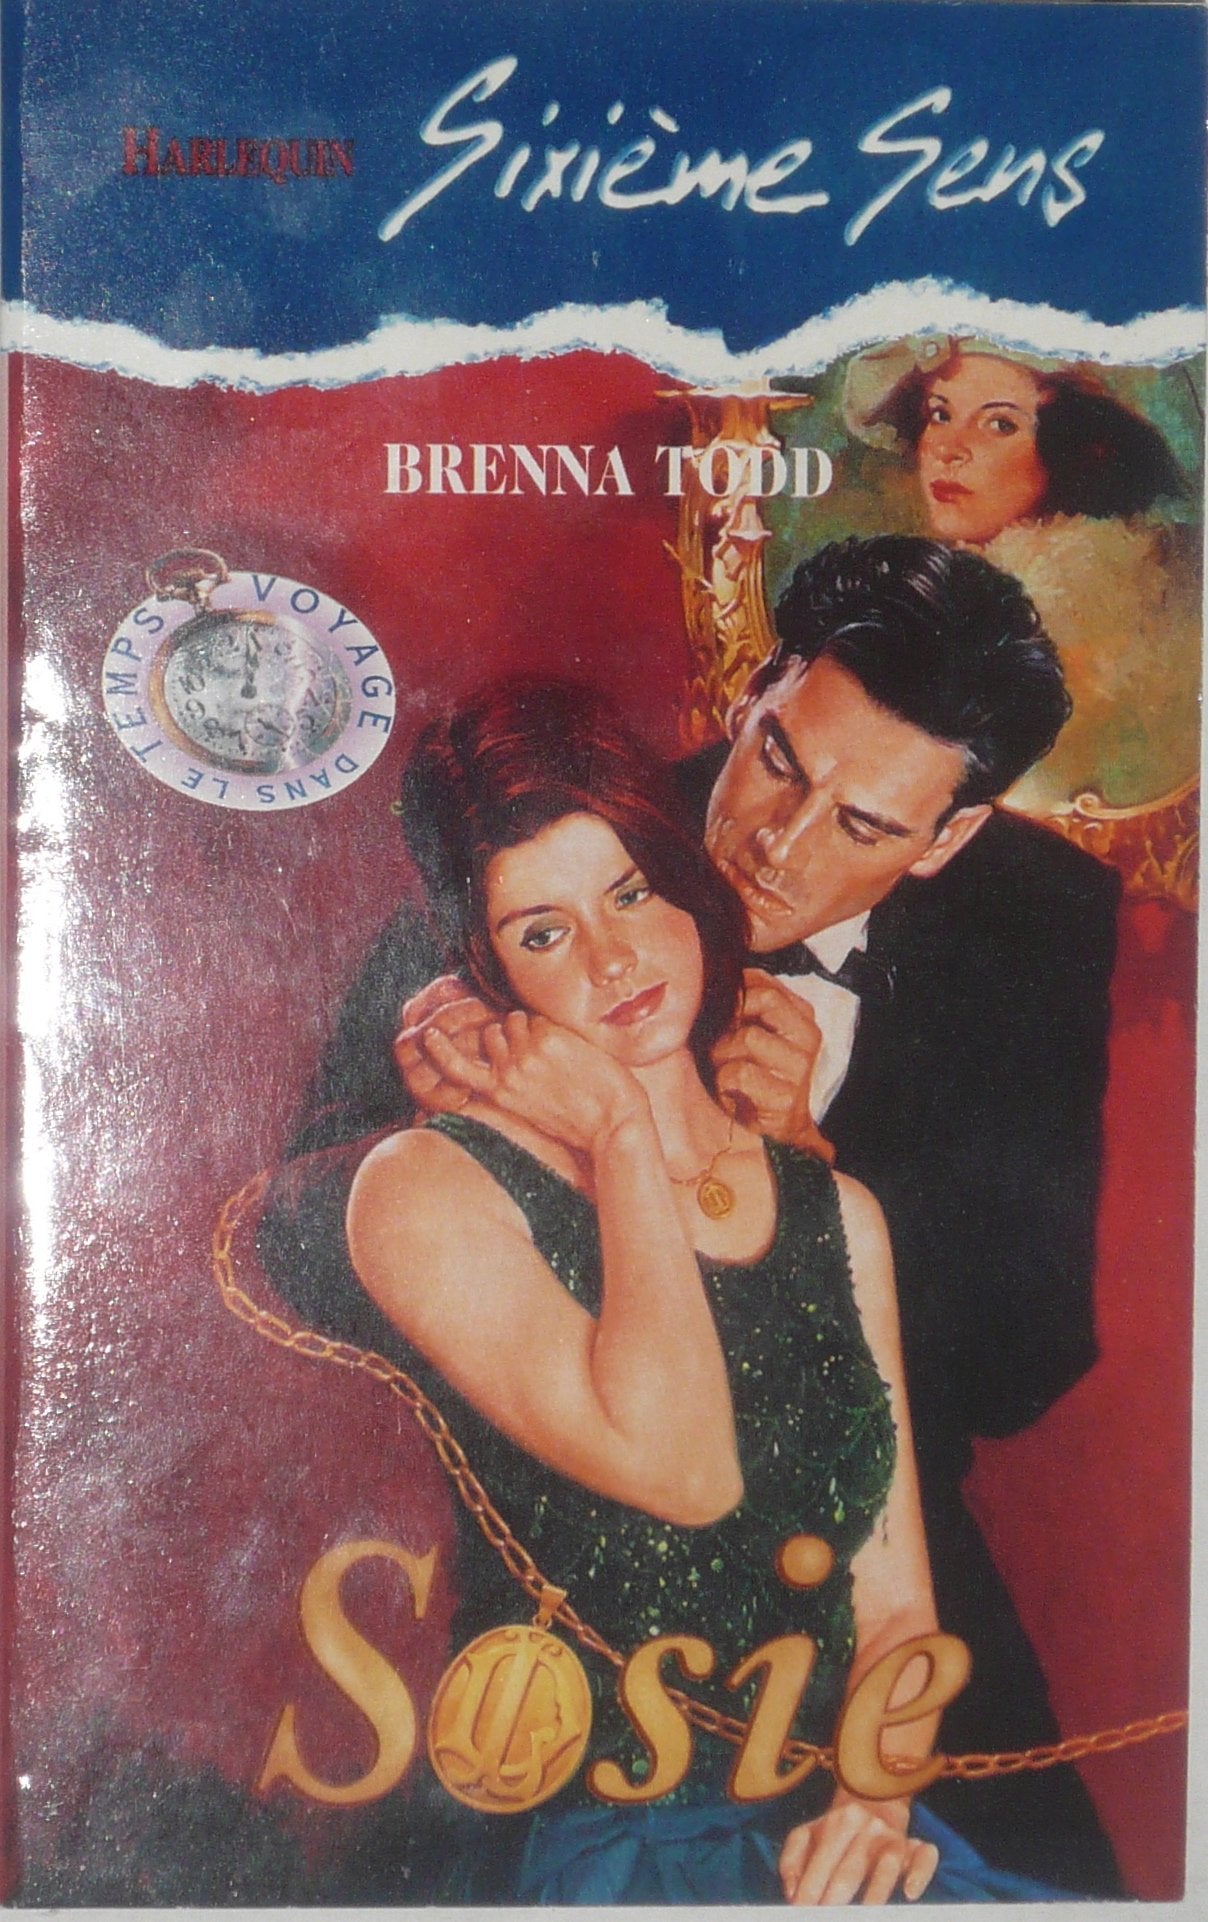 HARLEQUIN
Sixième Sens
BRENNA TODD
VOYAGE DANS LE TEMPS
Sosie